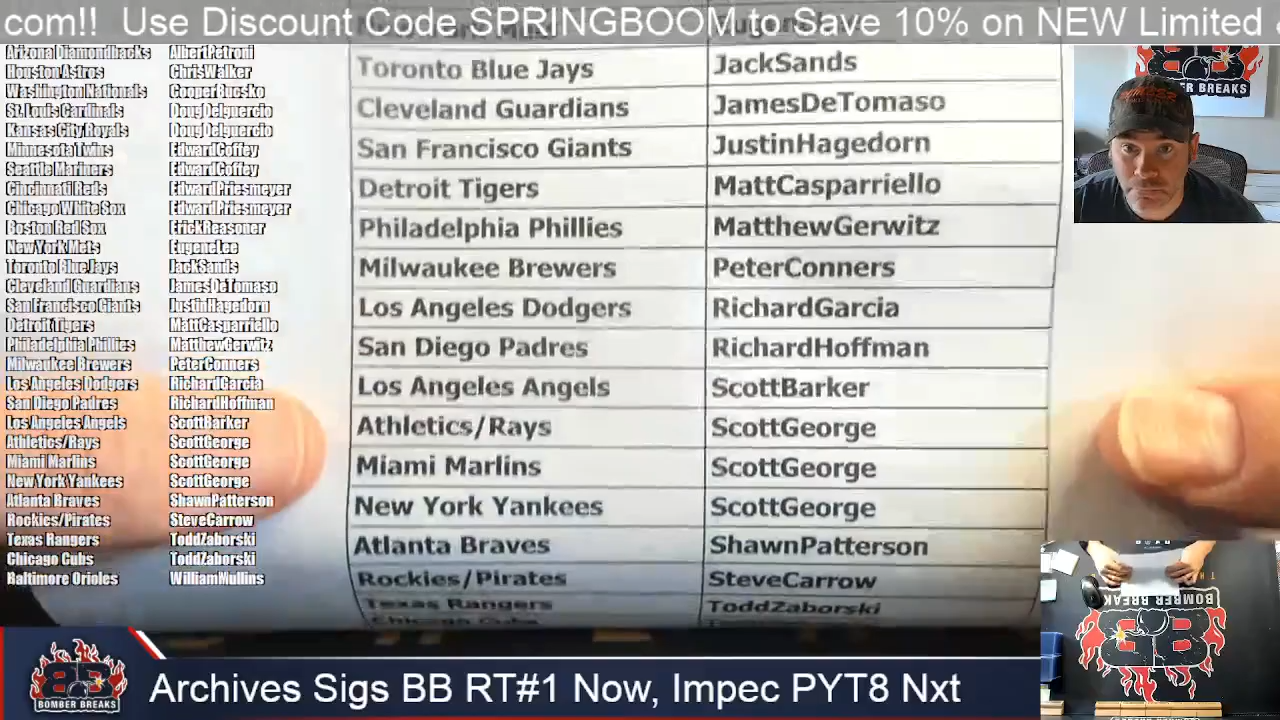 com!! Use Discount Code SPRINGBOOM to Save 10% on NEW Limited
Arizona Diamondbacks AlbertPetroni
Houston Astros ChrisWalker
Washington Nationals CooperBuesko
St. Louis Cardinals DougDelguercio
Kansas City Royals DougDelguercio
Minnesota Twins EdwardCoffey
Seattle Mariners EdwardCoffey
Cincinnati Reds EdwardPriesmeyer
Chicago White Sox EdwardPriesmeyer
Boston Red Sox ErickReasoner
New York Mets EugeneLee
Toronto Blue Jays JackSands
Cleveland Guardians JamesDeTomaso
San Francisco Giants JustinHagedorn
Detroit Tigers MattCasparriello
Philadelphia Phillies MatthewGerwitz
Milwaukee Brewers PeterConners
Los Angeles Dodgers RichardGarcia
San Diego Padres RichardHoffman
Los Angeles Angels ScottBarker
Athletics/Rays ScottGeorge
Miami Marlins ScottGeorge
New York Yankees ScottGeorge
Atlanta Braves ShawnPatterson
Rockies/Pirates SteveCarrow
Texas Rangers ToddZaborski
Chicago Cubs ToddZaborski
Baltimore Orioles WilliamMullins
Toronto Blue Jays JackSands
Cleveland Guardians JamesDeTomaso
San Francisco Giants JustinHagedorn
Detroit Tigers MattCasparriello
Philadelphia Phillies MatthewGerwitz
Milwaukee Brewers PeterConners
Los Angeles Dodgers RichardGarcia
San Diego Padres RichardHoffman
Los Angeles Angels ScottBarker
Athletics/Rays ScottGeorge
Miami Marlins ScottGeorge
New York Yankees ScottGeorge
Atlanta Braves ShawnPatterson
Rockies/Pirates SteveCarrow
Texas Rangers ToddZaborski
Chicago Cubs
BOMBER BREAKS
BOMBER BREAK
BB
BOMBER BREAKS
Archives Sigs BB RT#1 Now, Impec PYT8 Nxt